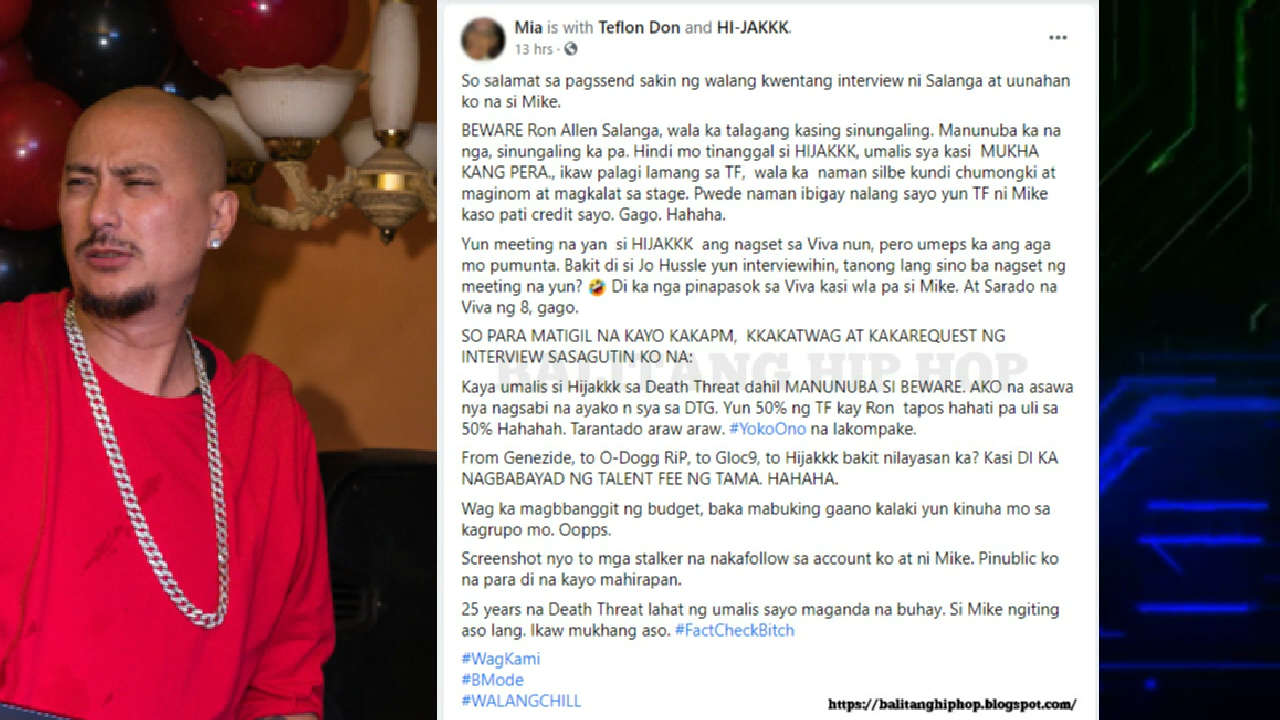 Mia is with Teflon Don and HI-JAKKK.
13 hrs ·
So salamat sa pagssend sakin ng walang kwentang interview ni Salanga at uunahan
ko na si Mike.
BEWARE Ron Allen Salanga, wala ka talagang kasing sinungaling. Manunuba ka na
nga, sinungaling ka pa. Hindi mo tinanggal si HIJAKKK, umalis sya kasi MUKHA
KANG PERA., ikaw palagi lamang sa TF, wala ka naman silbe kundi chumongki at
maginom at magkalat sa stage. Pwede naman ibigay nalang sayo yun TF ni Mike
kaso pati credit sayo. Gago. Hahaha.
Yun meeting na yan si HIJAKKK ang nagset sa Viva nun, pero umeps ka ang aga
mo pumunta. Bakit di si Jo Hussle yun interviewihin, tanong lang sino ba nagset ng
meeting na yun? 🤣 Di ka nga pinapasok sa Viva kasi wla pa si Mike. At Sarado na
Viva ng 8, gago.
SO PARA MATIGIL NA KAYO KAKAPM, KKAKATWAG AT KAKAREQUEST NG
INTERVIEW SASAGUTIN KO NA:
BALITANG HIP HOP
Kaya umalis si Hijakkk sa Death Threat dahil MANUNUBA SI BEWARE. AKO na asawa
nya nagsabi na ayako n sya sa DTG. Yun 50% ng TF kay Ron tapos hahati pa uli sa
50% Hahahah. Tarantado araw araw. #YokoOno na lakompake.
From Genezide, to O-Dogg RiP, to Gloc9, to Hijakkk bakit nilayasan ka? Kasi DI KA
NAGBABAYAD NG TALENT FEE NG TAMA. HAHAHA.
Wag ka magbbanggit ng budget, baka mabuking gaano kalaki yun kinuha mo sa
kagrupo mo. Oopps.
Screenshot nyo to mga stalker na nakafollow sa account ko at ni Mike. Pinublic ko
na para di na kayo mahirapan.
25 years na Death Threat lahat ng umalis sayo maganda na buhay. Si Mike ngiting
aso lang. Ikaw mukhang aso. #FactCheckBitch
#WagKami
#BMode
#WALANGCHILL
https://balitanghiphop.blogspot.com/